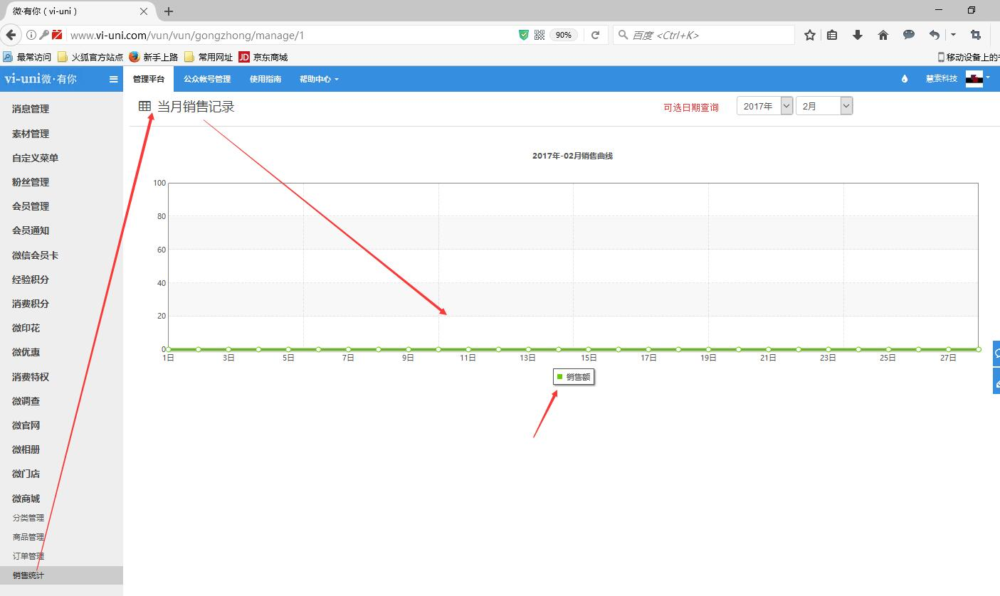 微·有你（vi-uni）
www.vi-uni.com/vun/vun/gongzhong/manage/1
90%
百度 <Ctrl+K>
最常访问 火狐官方站点 新手上路 常用网址 JD 京东商城
移动设备上的
vi-uni微·有你
管理平台 公众帐号管理 使用指南 帮助中心
慧索科技
消息管理
素材管理
自定义菜单
粉丝管理
会员管理
会员通知
微信会员卡
经验积分
消费积分
微印花
微优惠
消费特权
微调查
微官网
微相册
微门店
微商城
分类管理
商品管理
订单管理
销售统计
当月销售记录
可选日期查询
2017年 2月
2017年-02月销售曲线
100
80
60
40
20
0
1日 3日 5日 7日 9日 11日 13日 15日 17日 19日 21日 23日 25日 27日
销售额